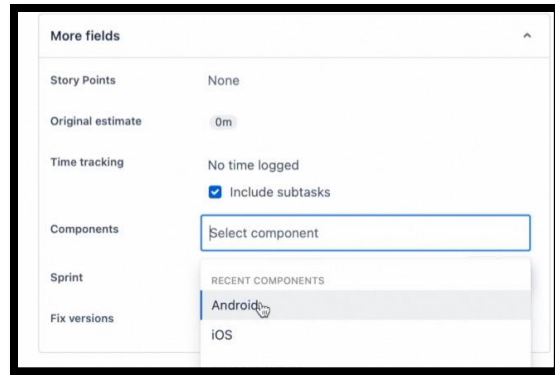 More fields
Story Points None
Original estimate 0m
Time tracking No time logged
Include subtasks
Components Select component
Sprint
RECENT COMPONENTS
Android
Fix versions
iOS